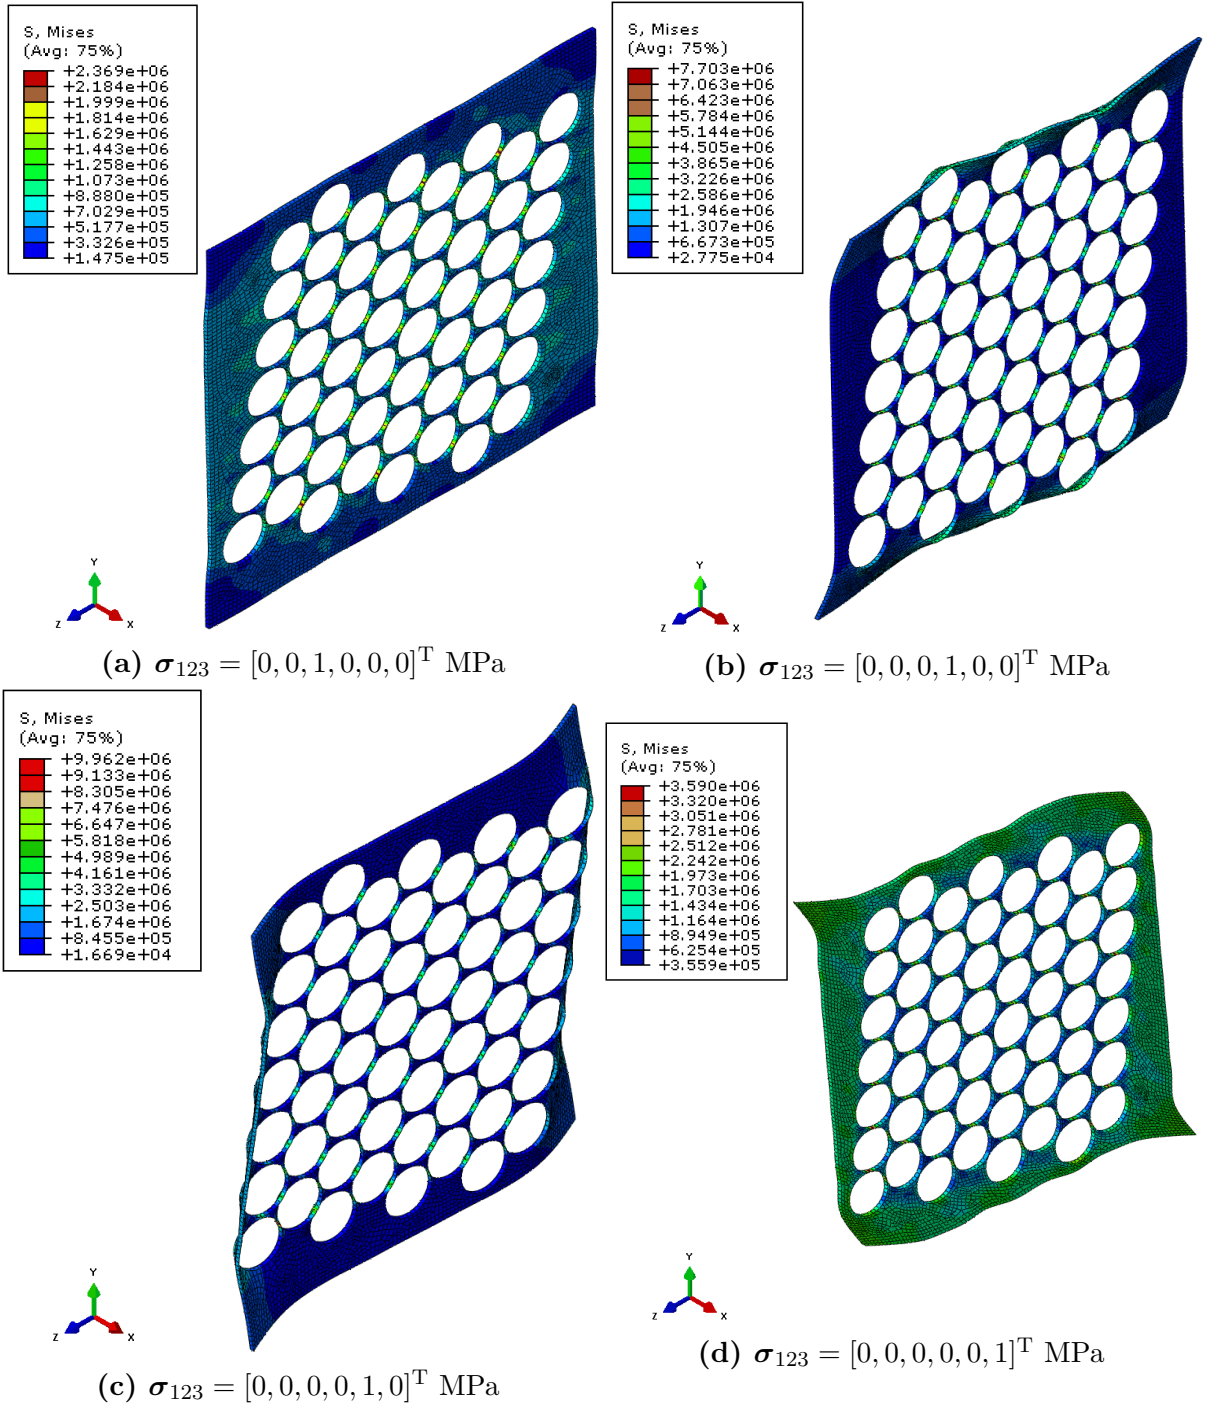 S, Mises
(Avg: 75%)
+2.369e+06
+2.184e+06
+1.999e+06
+1.814e+06
+1.629e+06
+1.443e+06
+1.258e+06
+1.073e+06
+8.880e+05
+7.029e+05
+5.177e+05
+3.326e+05
+1.475e+05
Y
Z
X
(a) σ₁₂₃ = [0, 0, 1, 0, 0, 0]ᵀ MPa
S, Mises
(Avg: 75%)
+7.703e+06
+7.063e+06
+6.423e+06
+5.784e+06
+5.144e+06
+4.505e+06
+3.865e+06
+3.226e+06
+2.586e+06
+1.946e+06
+1.307e+06
+6.673e+05
+2.775e+04
Y
Z
X
(b) σ₁₂₃ = [0, 0, 0, 1, 0, 0]ᵀ MPa
S, Mises
(Avg: 75%)
+9.962e+06
+9.133e+06
+8.305e+06
+7.476e+06
+6.647e+06
+5.818e+06
+4.989e+06
+4.161e+06
+3.332e+06
+2.503e+06
+1.674e+06
+8.455e+05
+1.669e+04
Y
Z
X
(c) σ₁₂₃ = [0, 0, 0, 0, 1, 0]ᵀ MPa
S, Mises
(Avg: 75%)
+3.590e+06
+3.320e+06
+3.051e+06
+2.781e+06
+2.512e+06
+2.242e+06
+1.973e+06
+1.703e+06
+1.434e+06
+1.164e+06
+8.949e+05
+6.254e+05
+3.559e+05
Y
Z
X
(d) σ₁₂₃ = [0, 0, 0, 0, 0, 1]ᵀ MPa